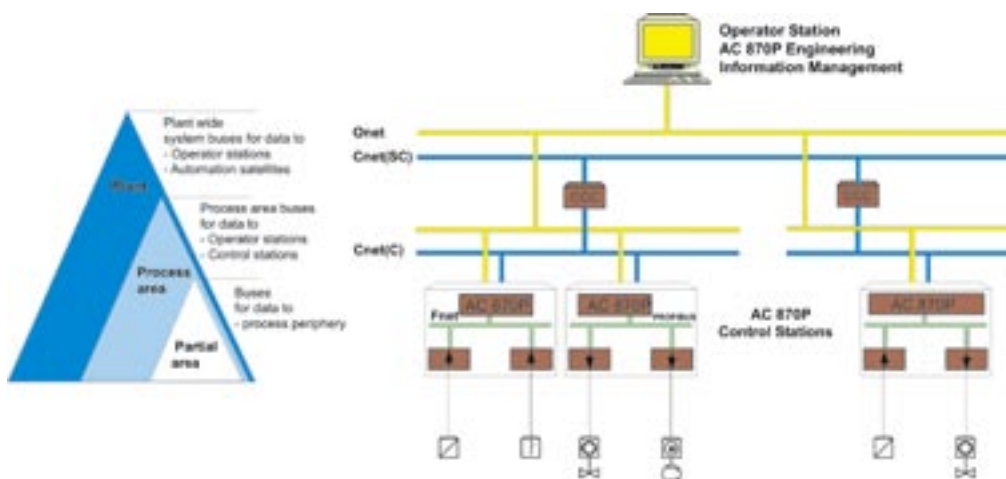 Operator Station
AC 870P Engineering
Information Management
Plant wide
system buses for data to
- Operator stations
- Automation satellites
Plant
Process area buses
for data to
- Operator stations
- Control stations
Process
area
Buses
for data to
- process periphery
Partial
area
Onet
Cnet(SC)
Cnet(C)
AC 870P
Fnet
AC 870P
PROFIBUS
AC 870P
Control Stations
AC 870P